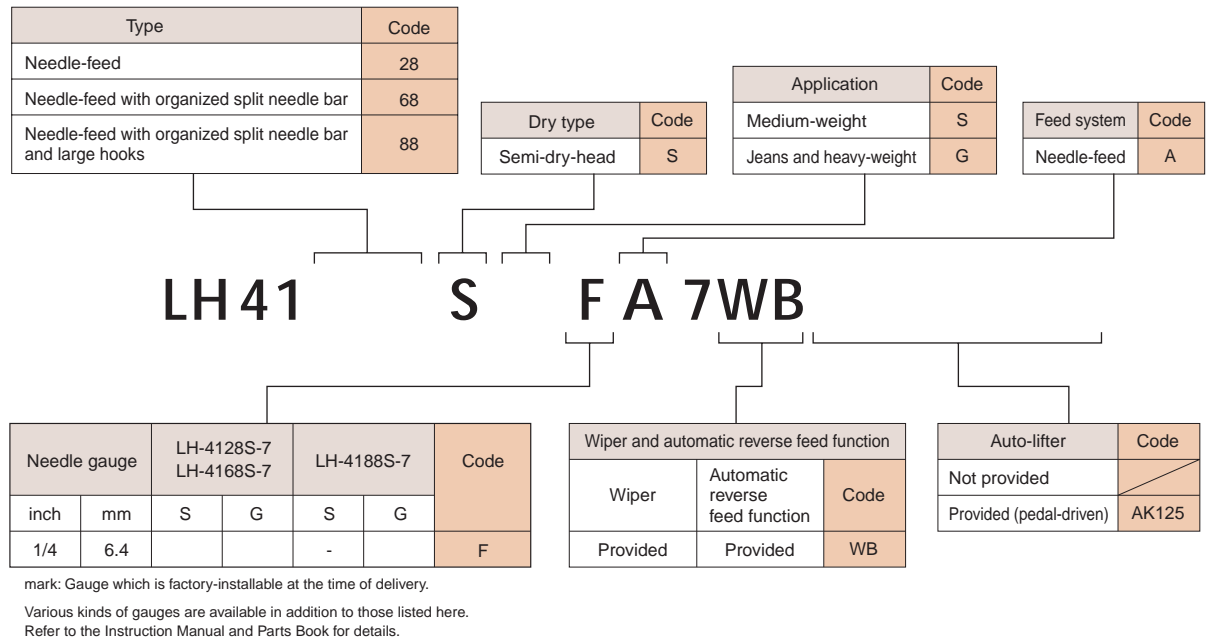 Type Code
Needle-feed 28
Needle-feed with organized split needle bar 68
Needle-feed with organized split needle bar
and large hooks 88
Dry type Code
Semi-dry-head S
Application Code
Medium-weight S
Jeans and heavy-weight G
Feed system Code
Needle-feed A
LH41 S FA7WB
Needle gauge LH-4128S-7
LH-4168S-7 LH-4188S-7 Code
inch mm S G S G
1/4 6.4 - F
mark: Gauge which is factory-installable at the time of delivery.
Various kinds of gauges are available in addition to those listed here.
Refer to the Instruction Manual and Parts Book for details.
Wiper and automatic reverse feed function
Wiper Automatic
reverse
feed function Code
Provided Provided WB
Auto-lifter Code
Not provided
Provided (pedal-driven) AK125